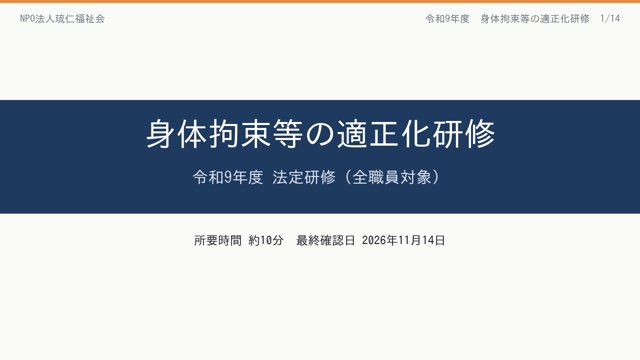 NPO法人琉仁福祉会
令和9年度 身体拘束等の適正化研修 1/14
身体拘束等の適正化研修
令和9年度 法定研修（全職員対象）
所要時間 約10分 最終確認日 2026年11月14日